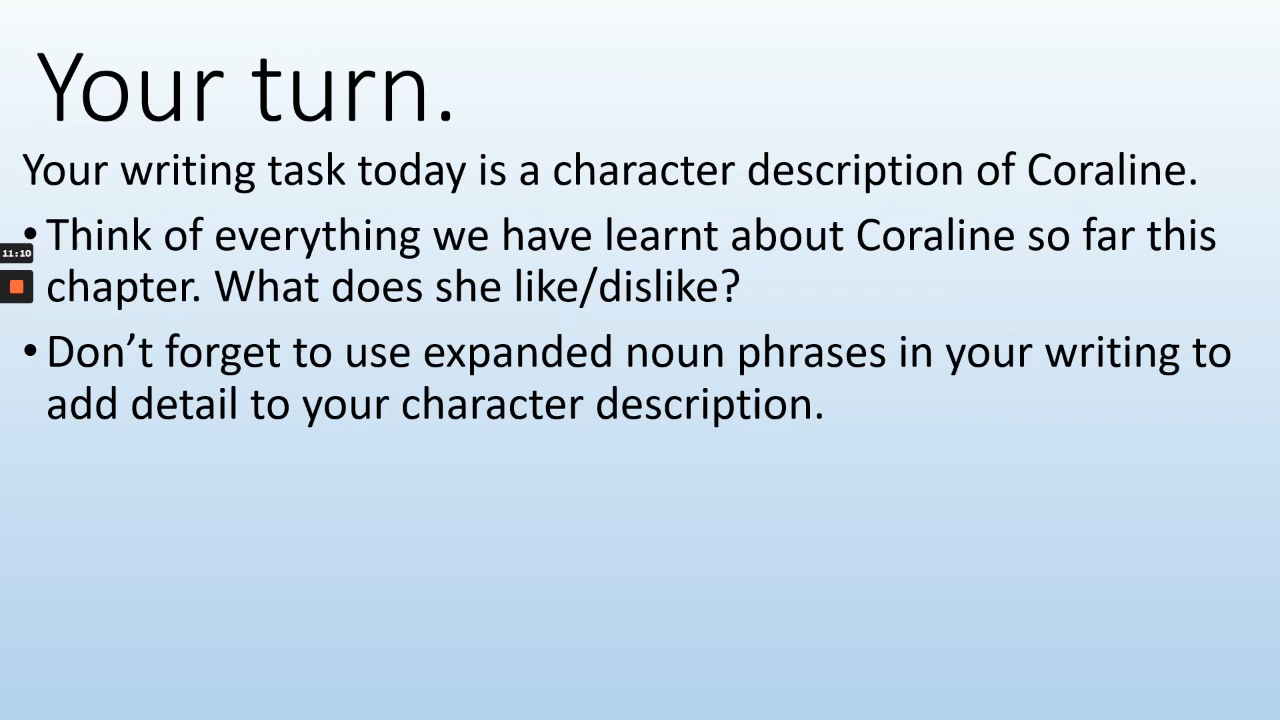 Your turn.
Your writing task today is a character description of Coraline.
• Think of everything we have learnt about Coraline so far this
11:10
chapter. What does she like/dislike?
• Don’t forget to use expanded noun phrases in your writing to
add detail to your character description.